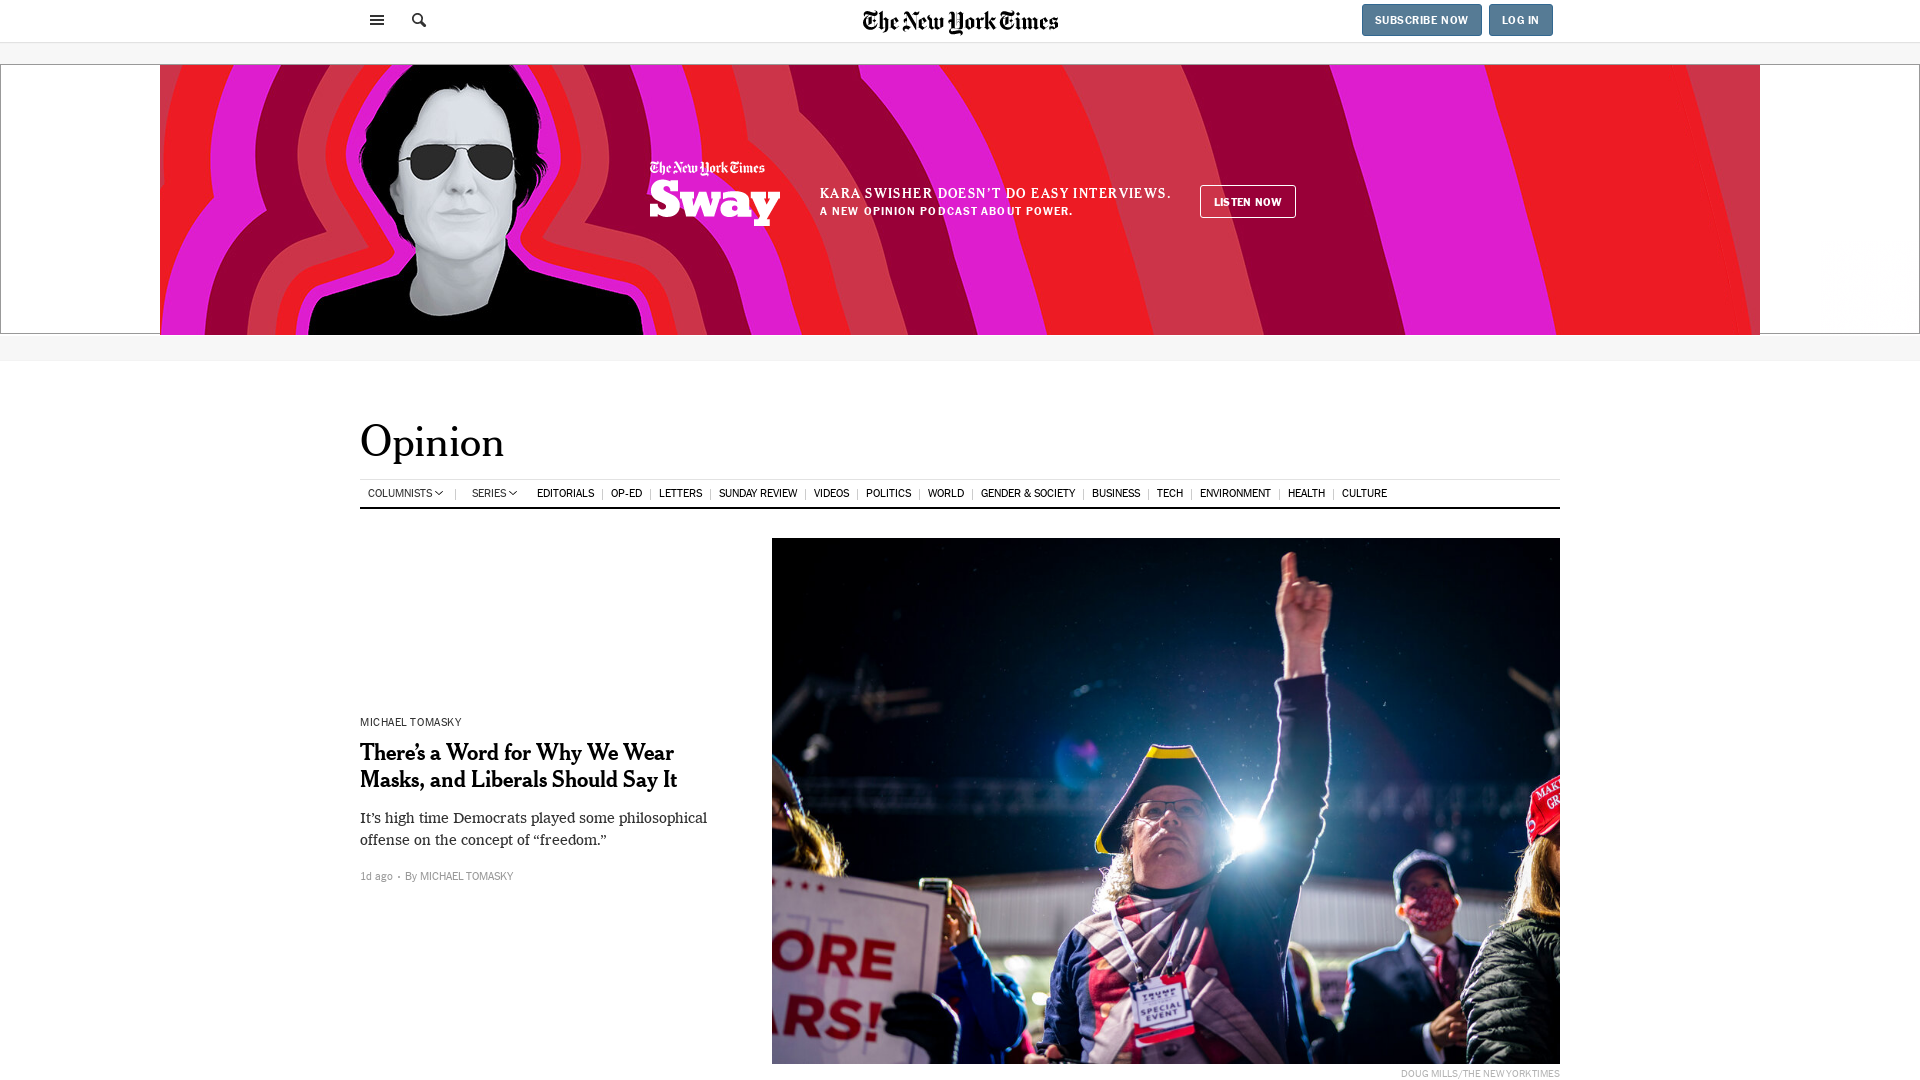 The New York Times
SUBSCRIBE NOW
LOG IN
The New York Times
Sway
KARA SWISHER DOESN'T DO EASY INTERVIEWS.
A NEW OPINION PODCAST ABOUT POWER.
LISTEN NOW
Opinion
COLUMNISTS SERIES EDITORIALS OP-ED LETTERS SUNDAY REVIEW VIDEOS POLITICS WORLD GENDER & SOCIETY BUSINESS TECH ENVIRONMENT HEALTH CULTURE
MICHAEL TOMASKY
There's a Word for Why We Wear
Masks, and Liberals Should Say It
It's high time Democrats played some philosophical
offense on the concept of “freedom.”
1d ago • By MICHAEL TOMASKY
ORE
ARS!
TRUMP
SPECIAL
EVENT
MAK
GR
DOUG MILLS/THE NEW YORK TIMES